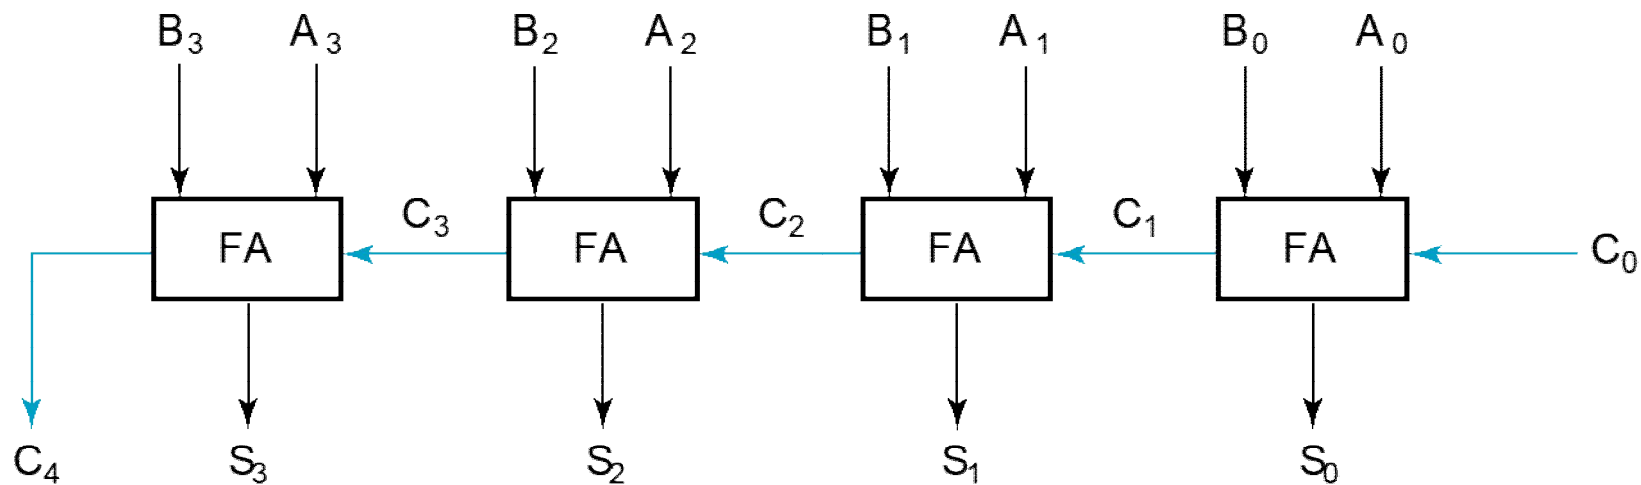 B3 A3 B2 A2 B1 A1 B0 A0
C3 C2 C1
FA FA FA FA C0
C4 S3 S2 S1 S0